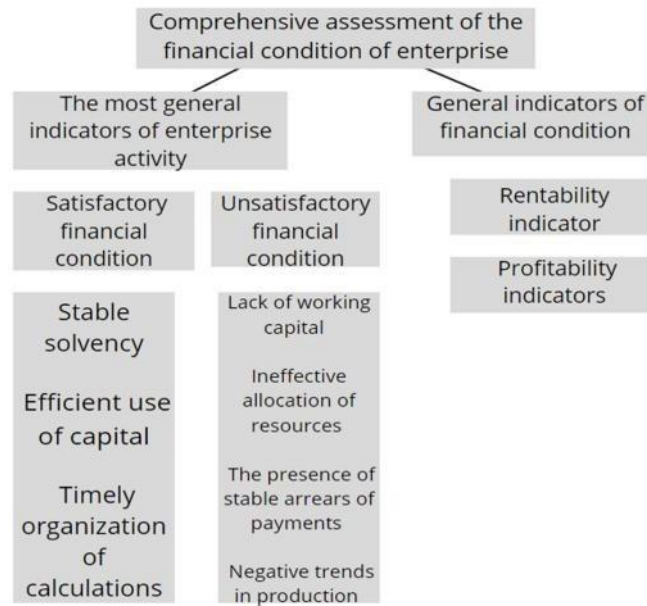 Comprehensive assessment of the
financial condition of enterprise
The most general
indicators of enterprise
activity
General indicators of
financial condition
Satisfactory
financial
condition
Unsatisfactory
financial
condition
Rentability
indicator
Profitability
indicators
Stable
solvency
Efficient use
of capital
Timely
organization
of
calculations
Lack of working
capital
Ineffective
allocation of
resources
The presence of
stable arrears of
payments
Negative trends
in production